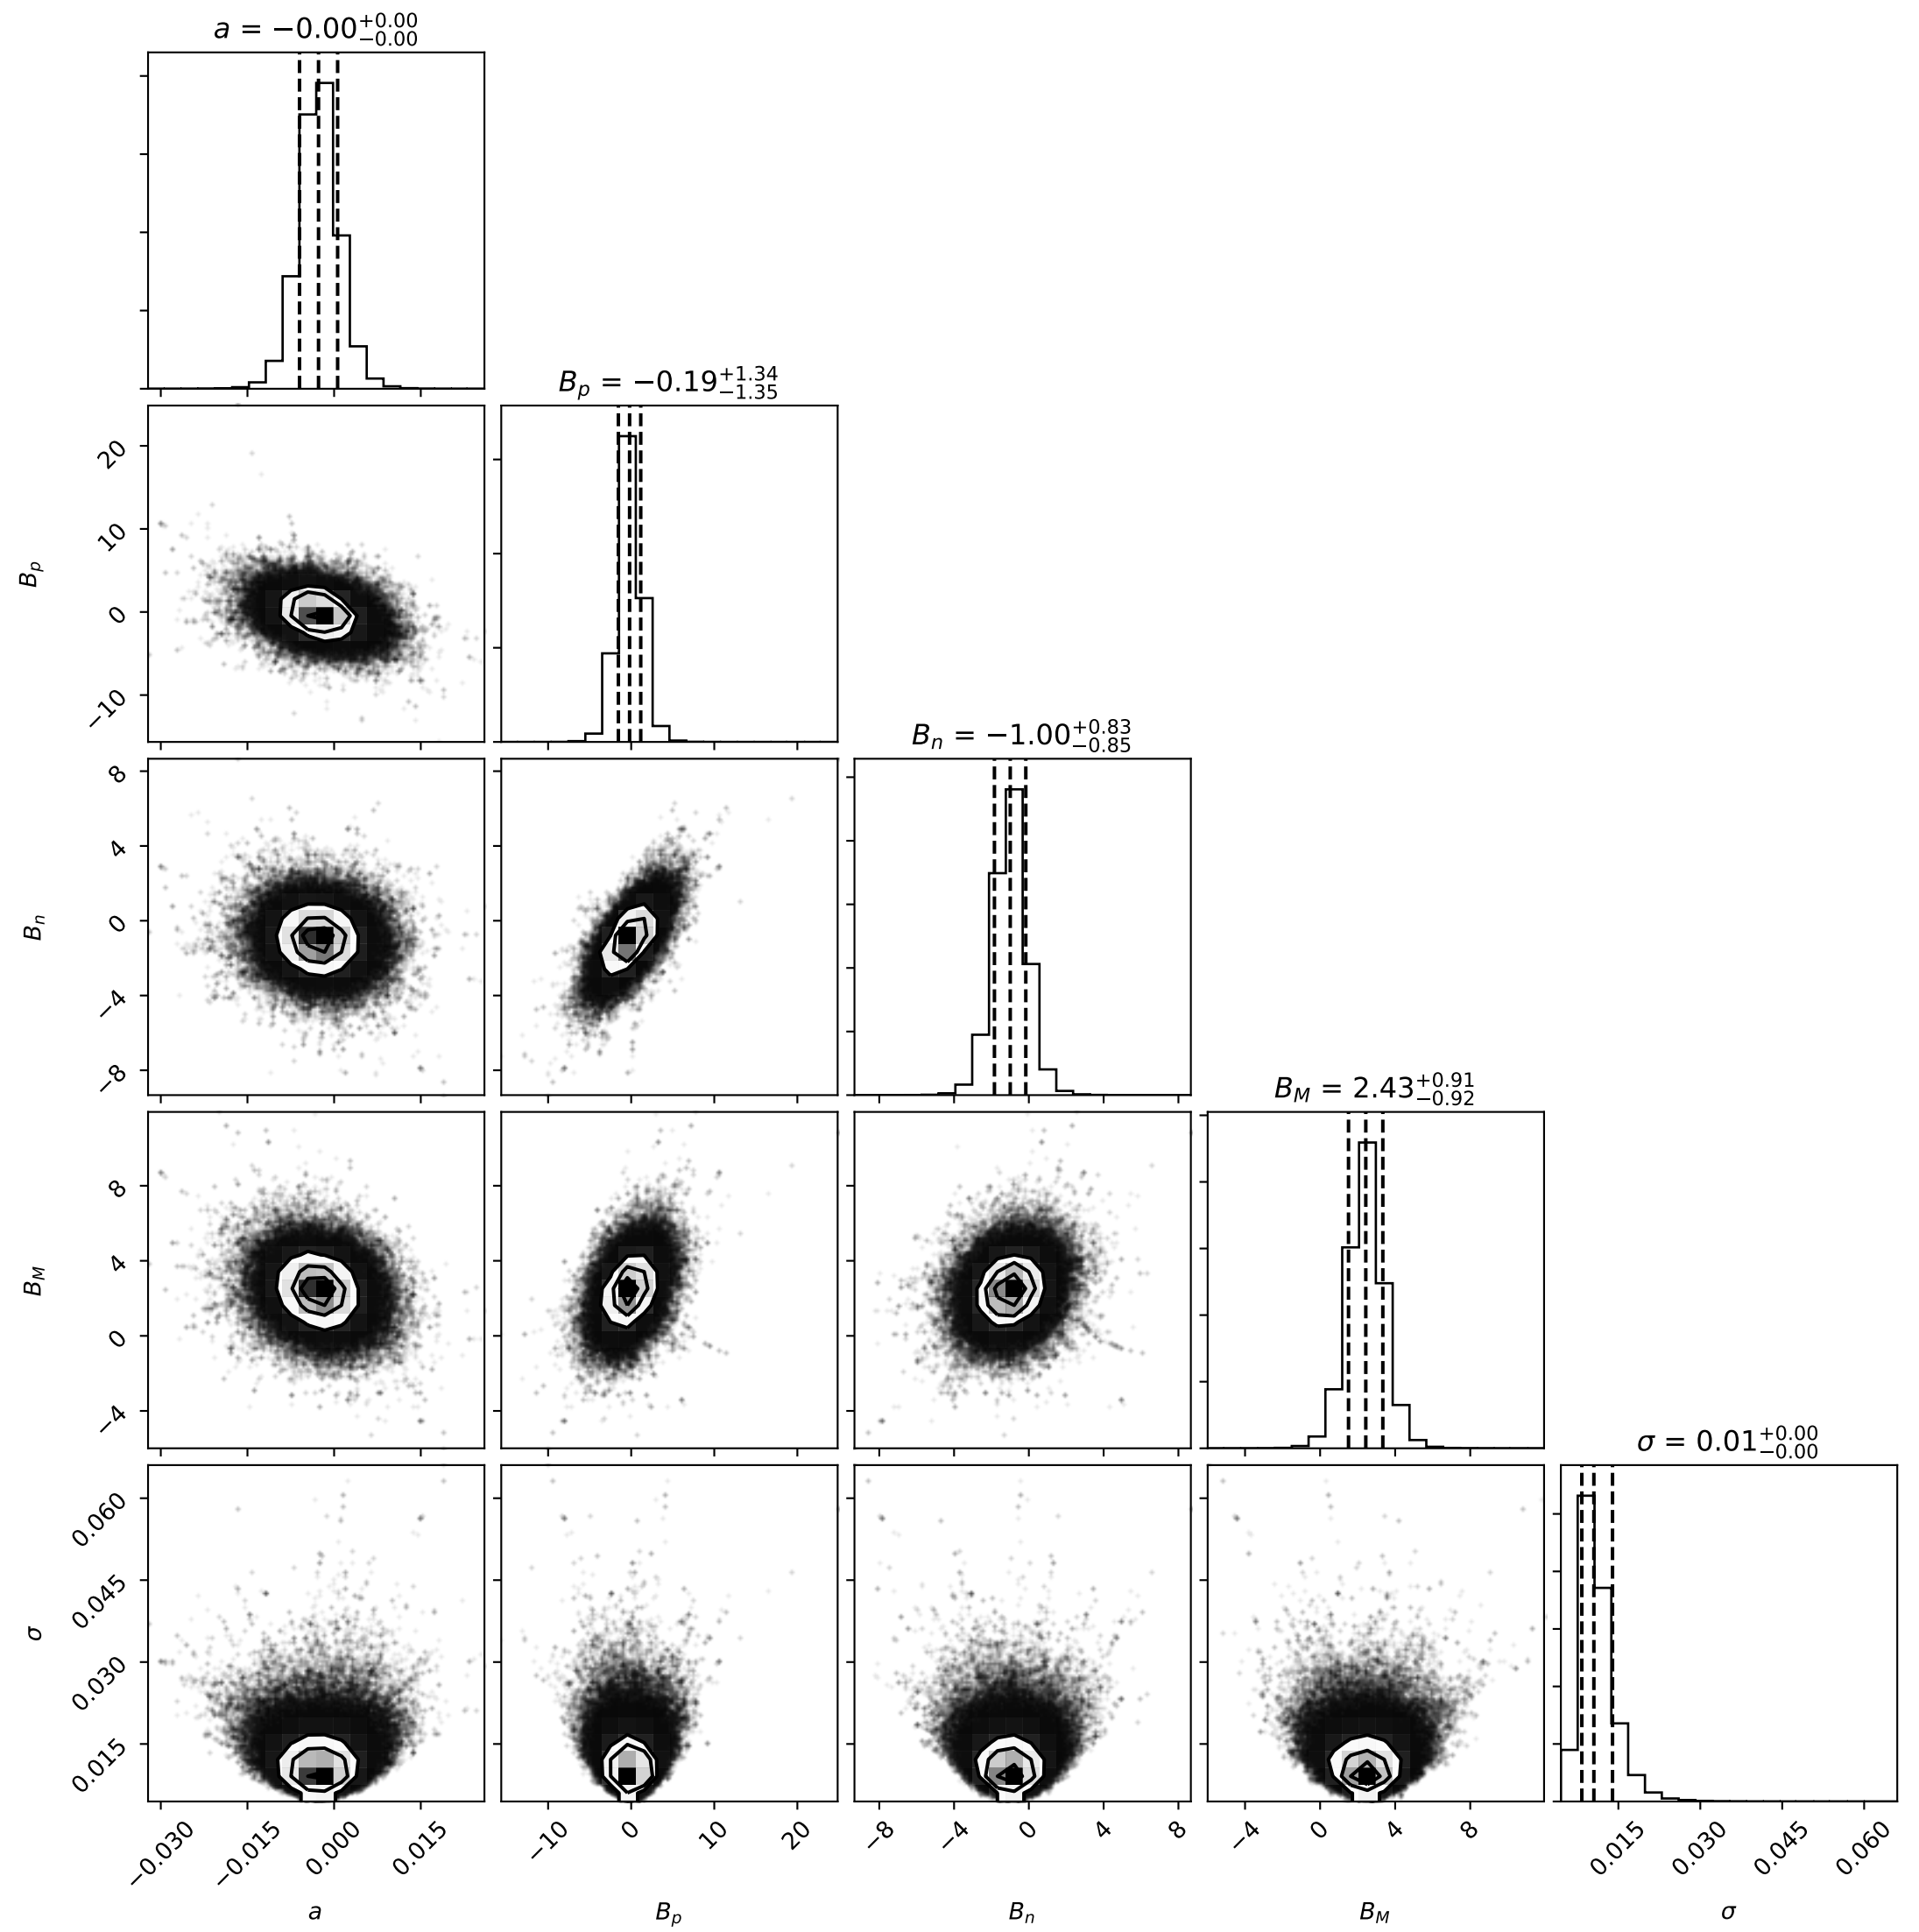 a = −0.00 +0.00 −0.00
B_p = −0.19 +1.34 −1.35
20
10
0
−10
B_p
B_n = −1.00 +0.83 −0.85
8
4
0
−4
−8
B_n
B_M = 2.43 +0.91 −0.92
8
4
0
−4
B_M
σ = 0.01 +0.00 −0.00
0.060
0.045
0.030
0.015
σ
−0.030 −0.015 0.000 0.015 −10 0 10 20 −8 −4 0 4 8 −4 0 4 8 0.015 0.030 0.045 0.060
a B_p B_n B_M σ